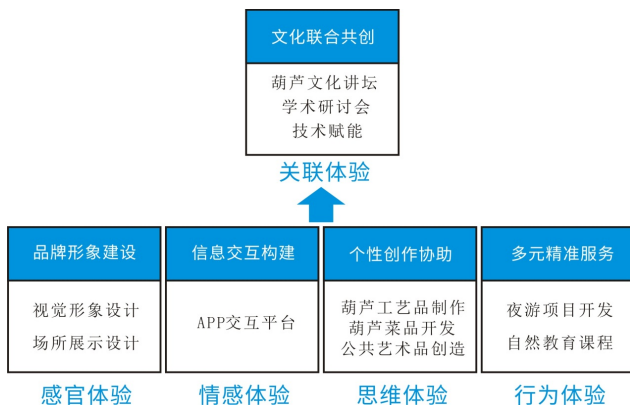 文化联合共创
葫芦文化讲坛
学术研讨会
技术赋能
关联体验
品牌形象建设
视觉形象设计
场所展示设计
感官体验
信息交互构建
APP交互平台
情感体验
个性创作协助
葫芦工艺品制作
葫芦菜品开发
公共艺术品创造
思维体验
多元精准服务
夜游项目开发
自然教育课程
行为体验